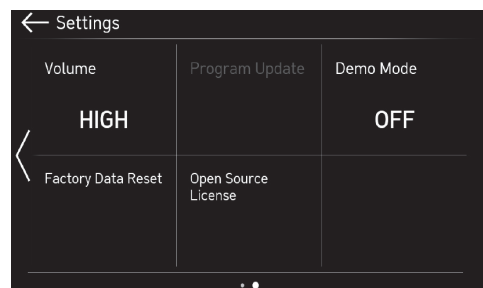 Settings
Volume
Program Update
Demo Mode
HIGH
OFF
Factory Data Reset
Open Source
License